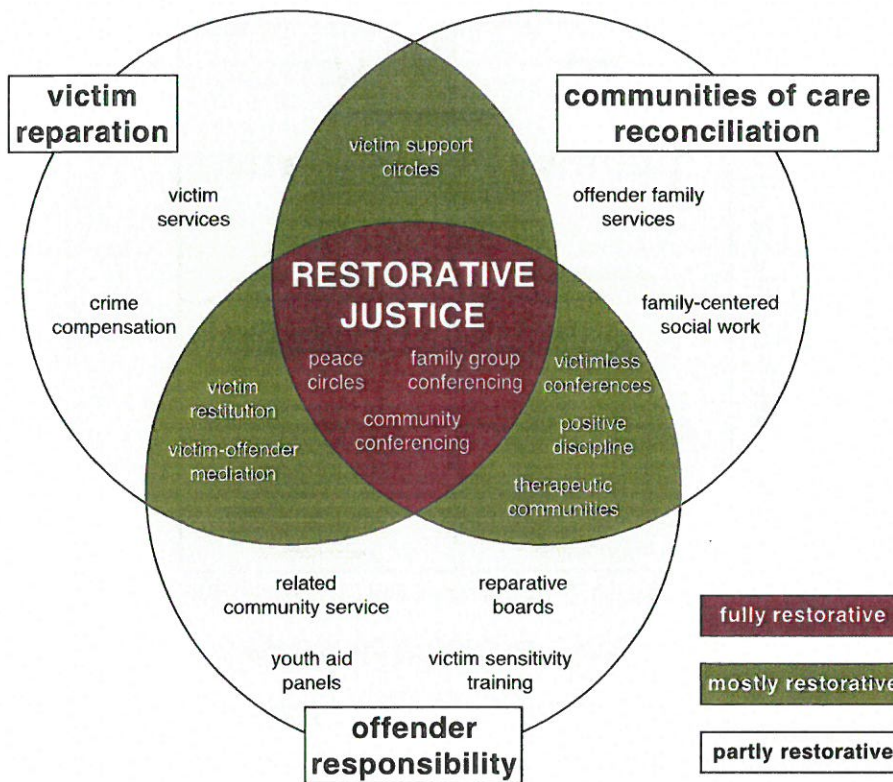 victim
reparation
communities of care
reconciliation
victim support
circles
victim
services
offender family
services
RESTORATIVE
JUSTICE
crime
compensation
family-centered
social work
peace
circles
family group
conferencing
victimless
conferences
victim
restitution
community
conferencing
positive
discipline
victim-offender
mediation
therapeutic
communities
related
community service
reparative
boards
youth aid
panels
victim sensitivity
training
offender
responsibility
fully restorative
mostly restorative
partly restorative